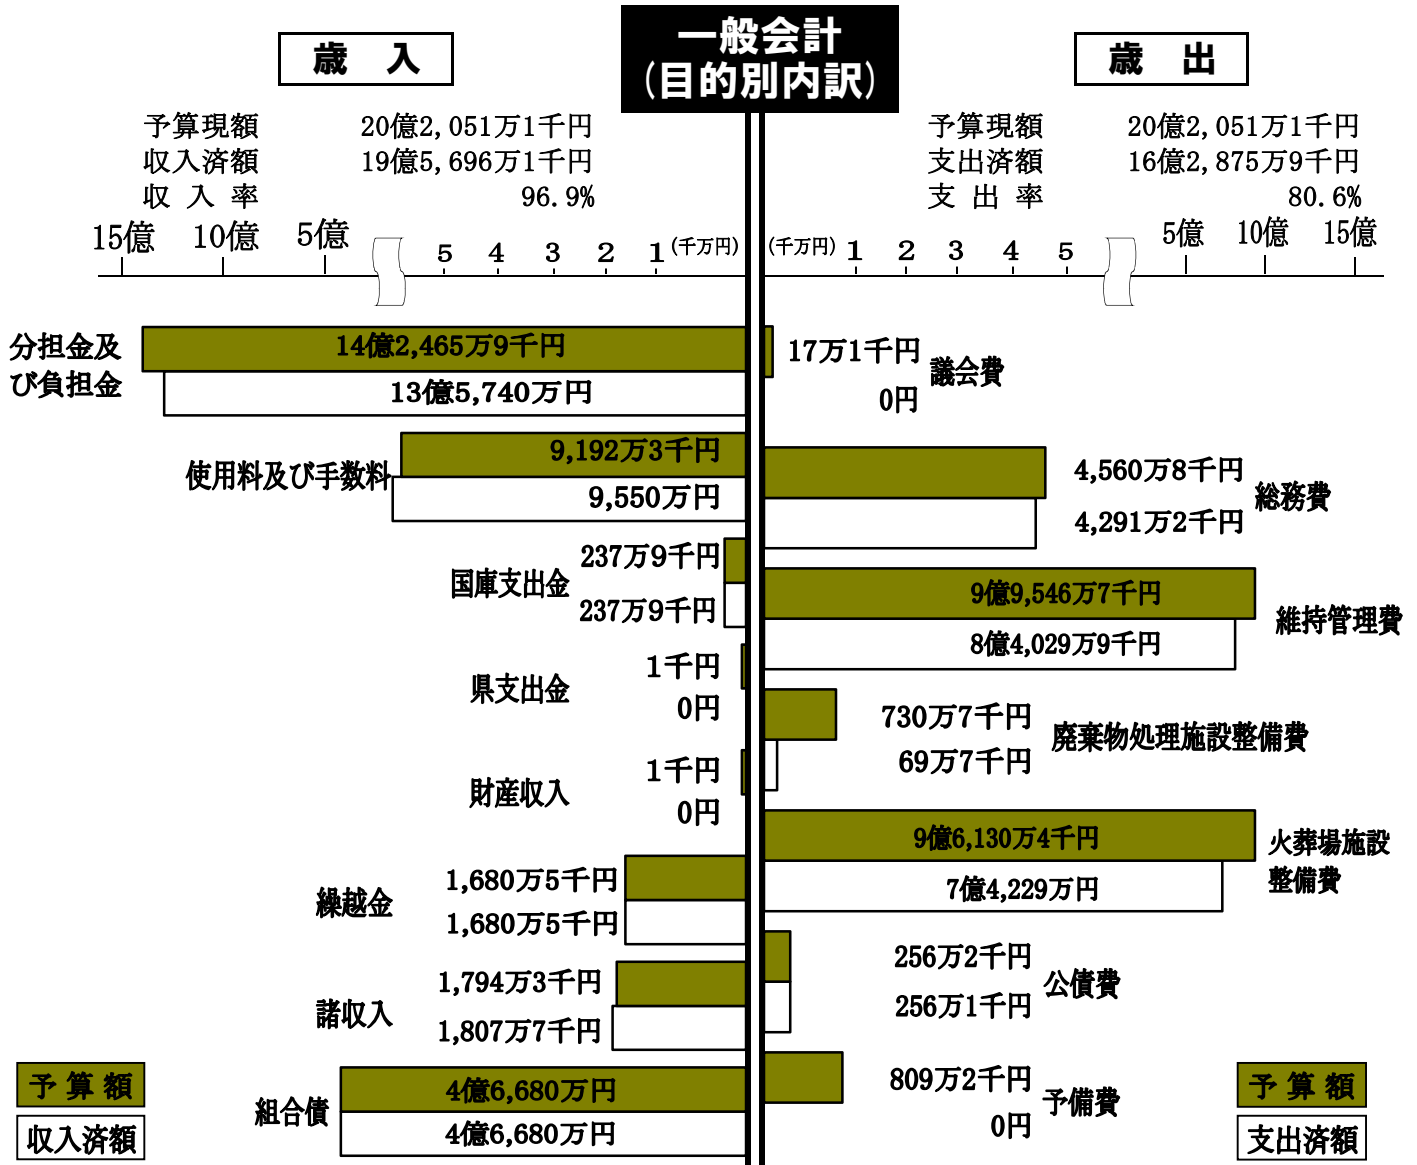 一般会計
(目的別内訳)
歳 入
予算現額 20億2,051万1千円
収入済額 19億5,696万1千円
収 入 率 96.9%
15億 10億 5億 5 4 3 2 1 (千万円)
分担金及
び負担金
14億2,465万9千円
13億5,740万円
使用料及び手数料
9,192万3千円
9,550万円
国庫支出金
237万9千円
237万9千円
県支出金
1千円
0円
財産収入
1千円
0円
繰越金
1,680万5千円
1,680万5千円
諸収入
1,794万3千円
1,807万7千円
組合債
4億6,680万円
4億6,680万円
予算額
収入済額
歳 出
予算現額 20億2,051万1千円
支出済額 16億2,875万9千円
支 出 率 80.6%
(千万円) 1 2 3 4 5 5億 10億 15億
17万1千円
0円
議会費
4,560万8千円
4,291万2千円
総務費
9億9,546万7千円
8億4,029万9千円
維持管理費
730万7千円
69万7千円
廃棄物処理施設整備費
9億6,130万4千円
7億4,229万円
火葬場施設
整備費
256万2千円
256万1千円
公債費
809万2千円
0円
予備費
予算額
支出済額